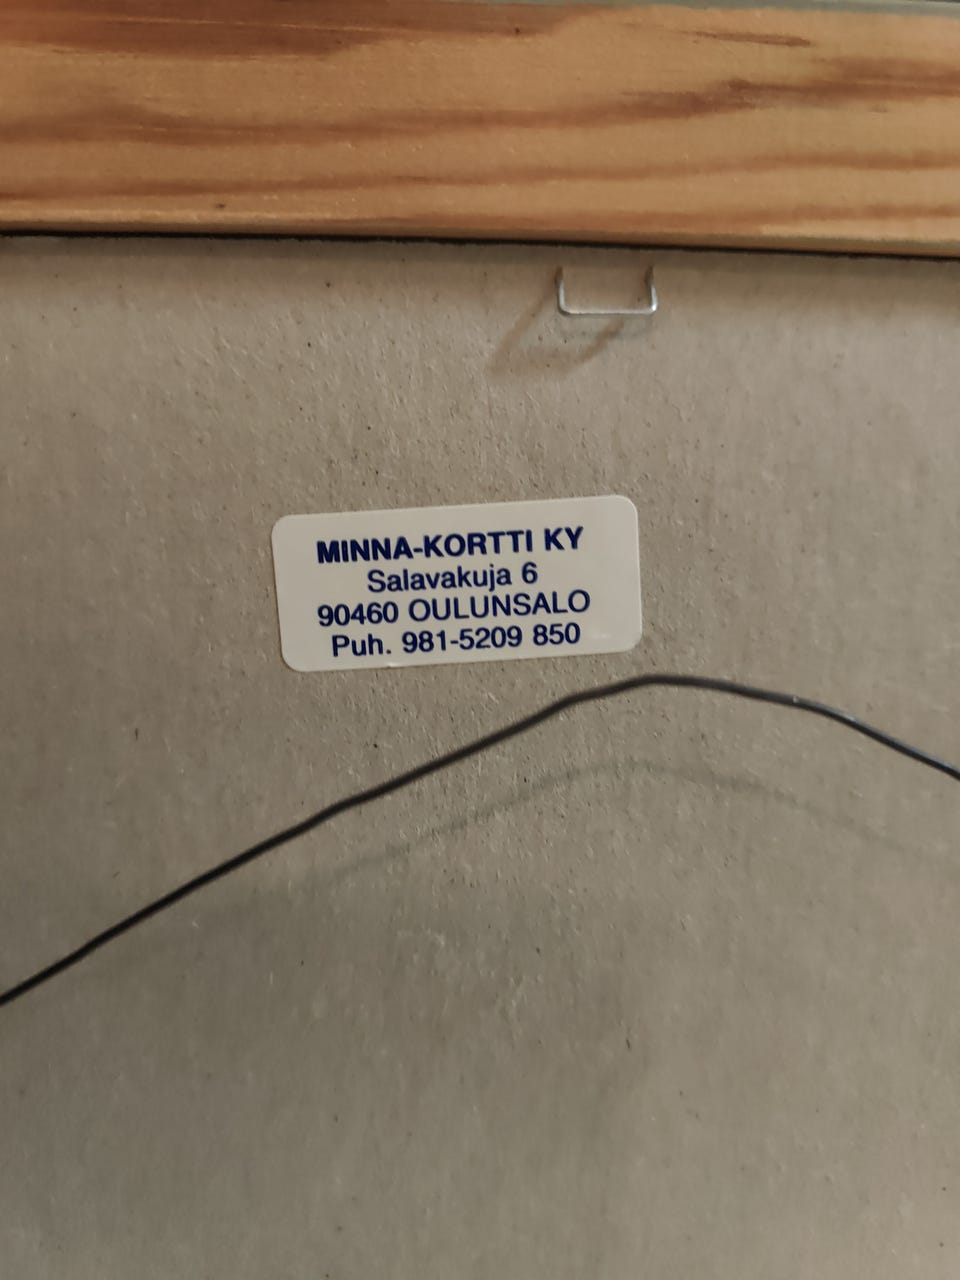 MINNA-KORTTI KY
Salavakuja 6
90460 OULUNSALO
Puh. 981-5209 850